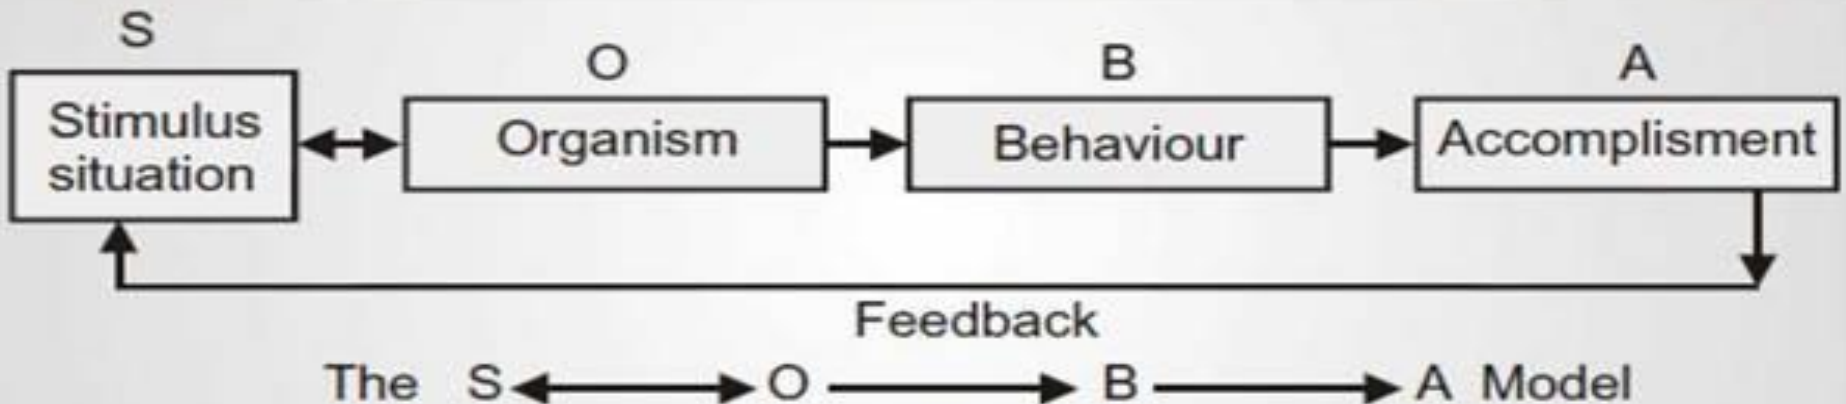 S
O
B
A
Stimulus
situation
Organism
Behaviour
Accomplisment
Feedback
The S O B A Model